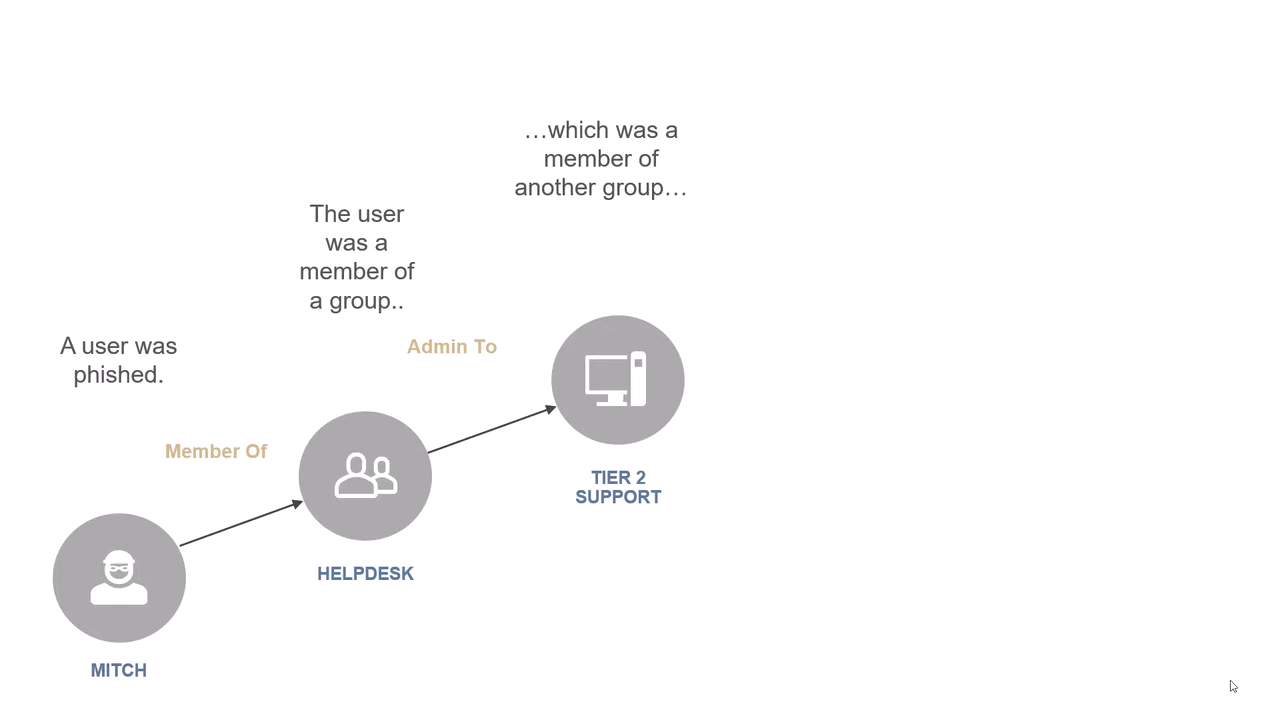 …which was a
member of
another group…
The user
was a
member of
a group..
A user was
phished.
Admin To
Member Of
TIER 2
SUPPORT
HELPDESK
MITCH